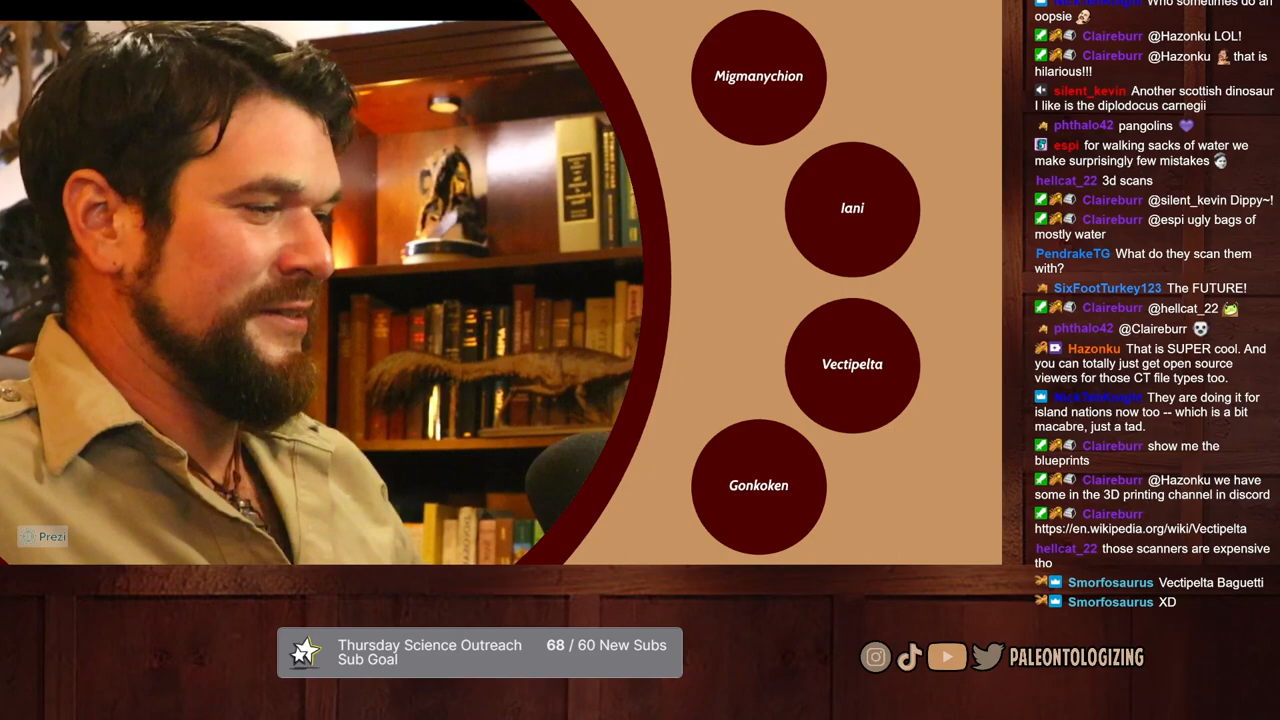 Migmanychion
Iani
Vectipelta
Gonkoken
Prezi
Thursday Science Outreach
Sub Goal
68 / 60 New Subs
PALEONTOLOGIZING
NickTenKnight Who sometimes do an
oopsie
Claireburr @Hazonku LOL!
Claireburr @Hazonku that is
hilarious!!!
silent_kevin Another scottish dinosaur
I like is the diplodocus carnegii
phthalo42 pangolins
espi for walking sacks of water we
make surprisingly few mistakes
hellcat_22 3d scans
Claireburr @silent_kevin Dippy~!
Claireburr @espi ugly bags of
mostly water
PendrakeTG What do they scan them
with?
SixFootTurkey123 The FUTURE!
Claireburr @hellcat_22
phthalo42 @Claireburr
Hazonku That is SUPER cool. And
you can totally just get open source
viewers for those CT file types too.
NickTenKnight They are doing it for
island nations now too -- which is a bit
macabre, just a tad.
Claireburr show me the
blueprints
Claireburr @Hazonku we have
some in the 3D printing channel in discord
Claireburr
https://en.wikipedia.org/wiki/Vectipelta
hellcat_22 those scanners are expensive
tho
Smorfosaurus Vectipelta Baguetti
Smorfosaurus XD